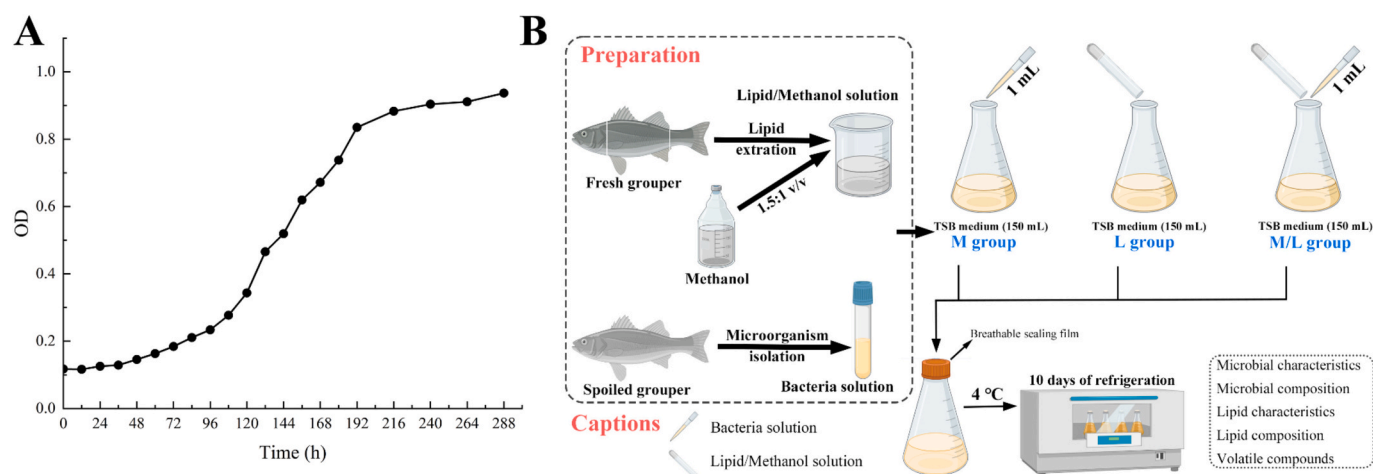 A
1.0
0.8
0.6
0.4
0.2
0.0
OD
0 24 48 72 96 120 144 168 192 216 240 264 288
Time (h)
B
Preparation
Lipid/Methanol solution
Lipid
extration
Fresh grouper
1.5:1 v/v
Methanol
Microorganism
isolation
Spoiled grouper
Bacteria solution
1 mL
1 mL
TSB medium (150 mL)
M group
TSB medium (150 mL)
L group
TSB medium (150 mL)
M/L group
Breathable sealing film
4 °C
10 days of refrigeration
Microbial characteristics
Microbial composition
Lipid characteristics
Lipid composition
Volatile compounds
Captions
Bacteria solution
Lipid/Methanol solution